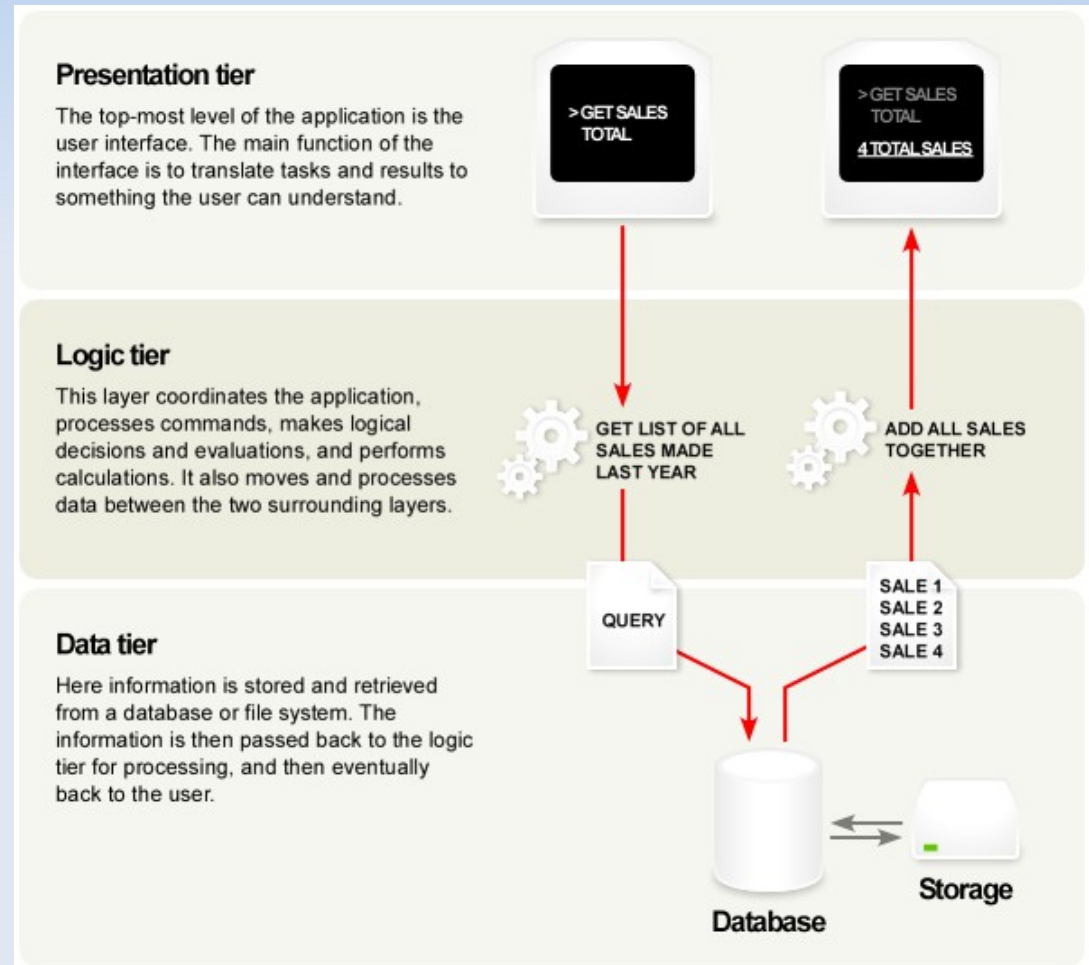 Presentation tier
The top-most level of the application is the
user interface. The main function of the
interface is to translate tasks and results to
something the user can understand.
> GET SALES
TOTAL
> GET SALES
TOTAL
4 TOTAL SALES
Logic tier
This layer coordinates the application,
processes commands, makes logical
decisions and evaluations, and performs
calculations. It also moves and processes
data between the two surrounding layers.
GET LIST OF ALL
SALES MADE
LAST YEAR
ADD ALL SALES
TOGETHER
QUERY
SALE 1
SALE 2
SALE 3
SALE 4
Data tier
Here information is stored and retrieved
from a database or file system. The
information is then passed back to the logic
tier for processing, and then eventually
back to the user.
Database
Storage